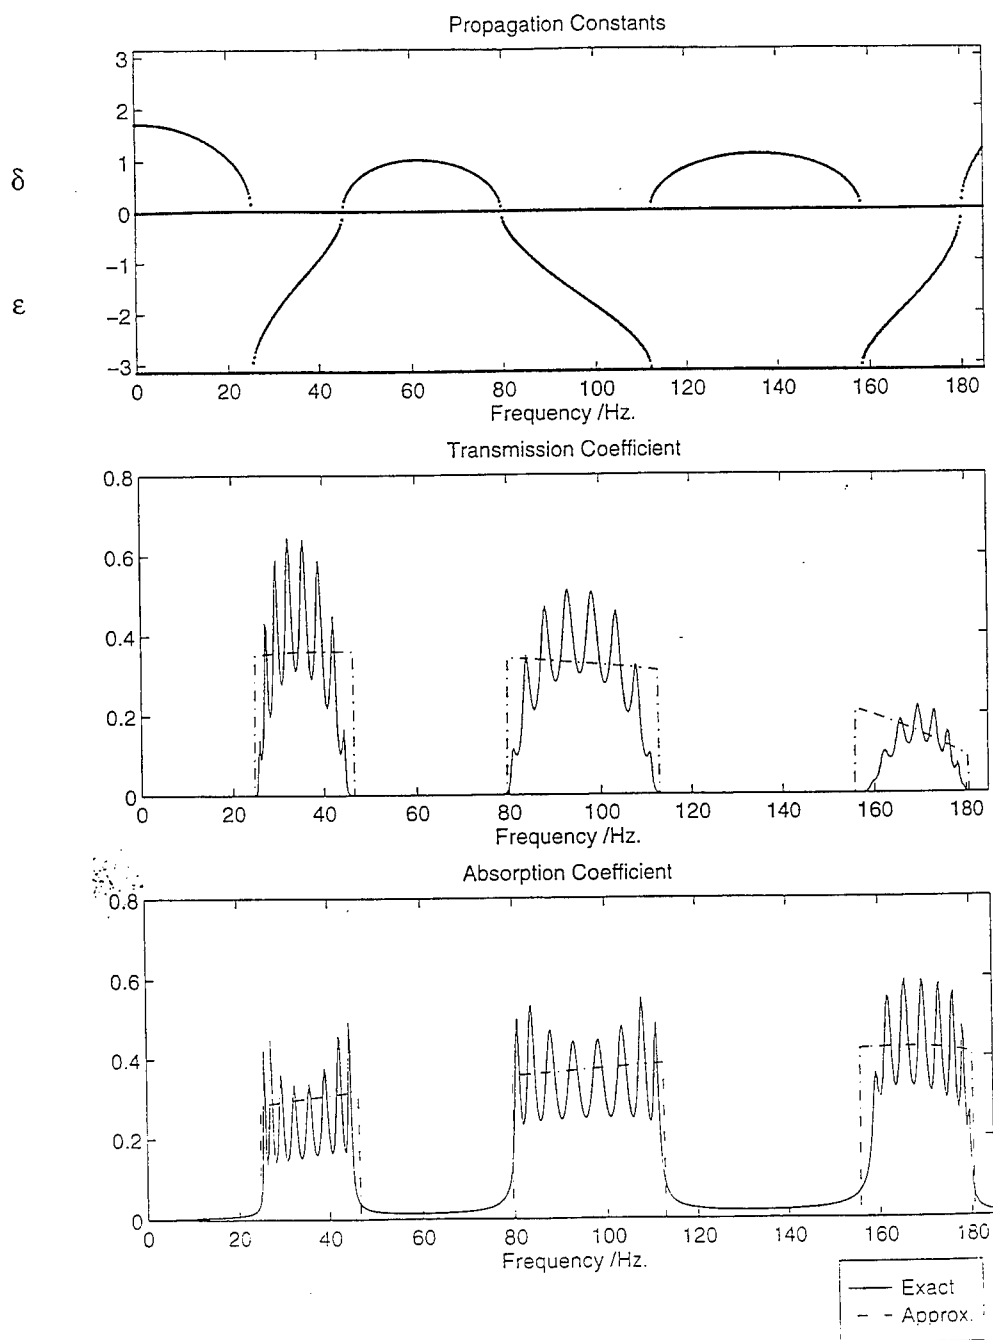 Propagation Constants
3
2
1
0
-1
-2
-3
δ
ε
0 20 40 60 80 100 120 140 160 180
Frequency /Hz.
Transmission Coefficient
0.8
0.6
0.4
0.2
0
0 20 40 60 80 100 120 140 160 180
Frequency /Hz.
Absorption Coefficient
0.8
0.6
0.4
0.2
0
0 20 40 60 80 100 120 140 160 180
Frequency /Hz.
Exact
Approx.